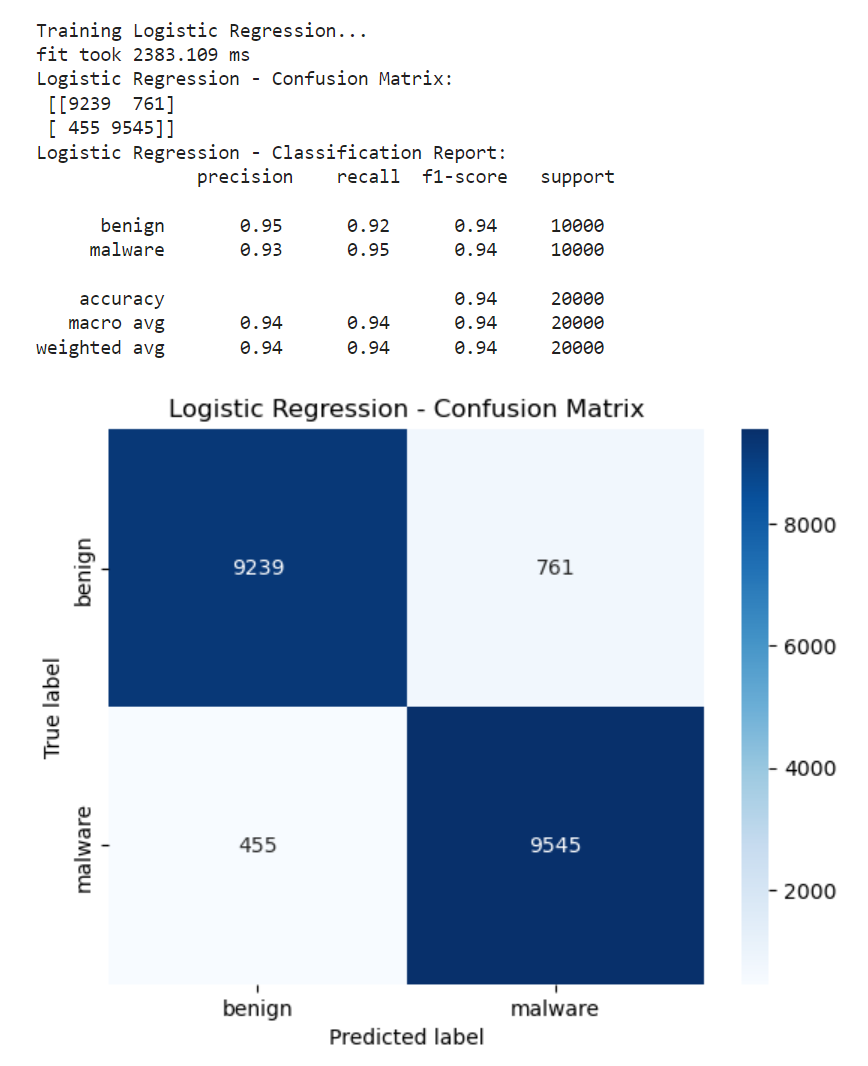 Training Logistic Regression...
fit took 2383.109 ms
Logistic Regression - Confusion Matrix:
[[9239  761]
[ 455 9545]]
Logistic Regression - Classification Report:
precision    recall  f1-score   support
benign       0.95      0.92      0.94     10000
malware       0.93      0.95      0.94     10000
accuracy                           0.94     20000
macro avg       0.94      0.94      0.94     20000
weighted avg       0.94      0.94      0.94     20000
Logistic Regression - Confusion Matrix
True label
benign
malware
9239
761
455
9545
benign
malware
Predicted label
8000
6000
4000
2000